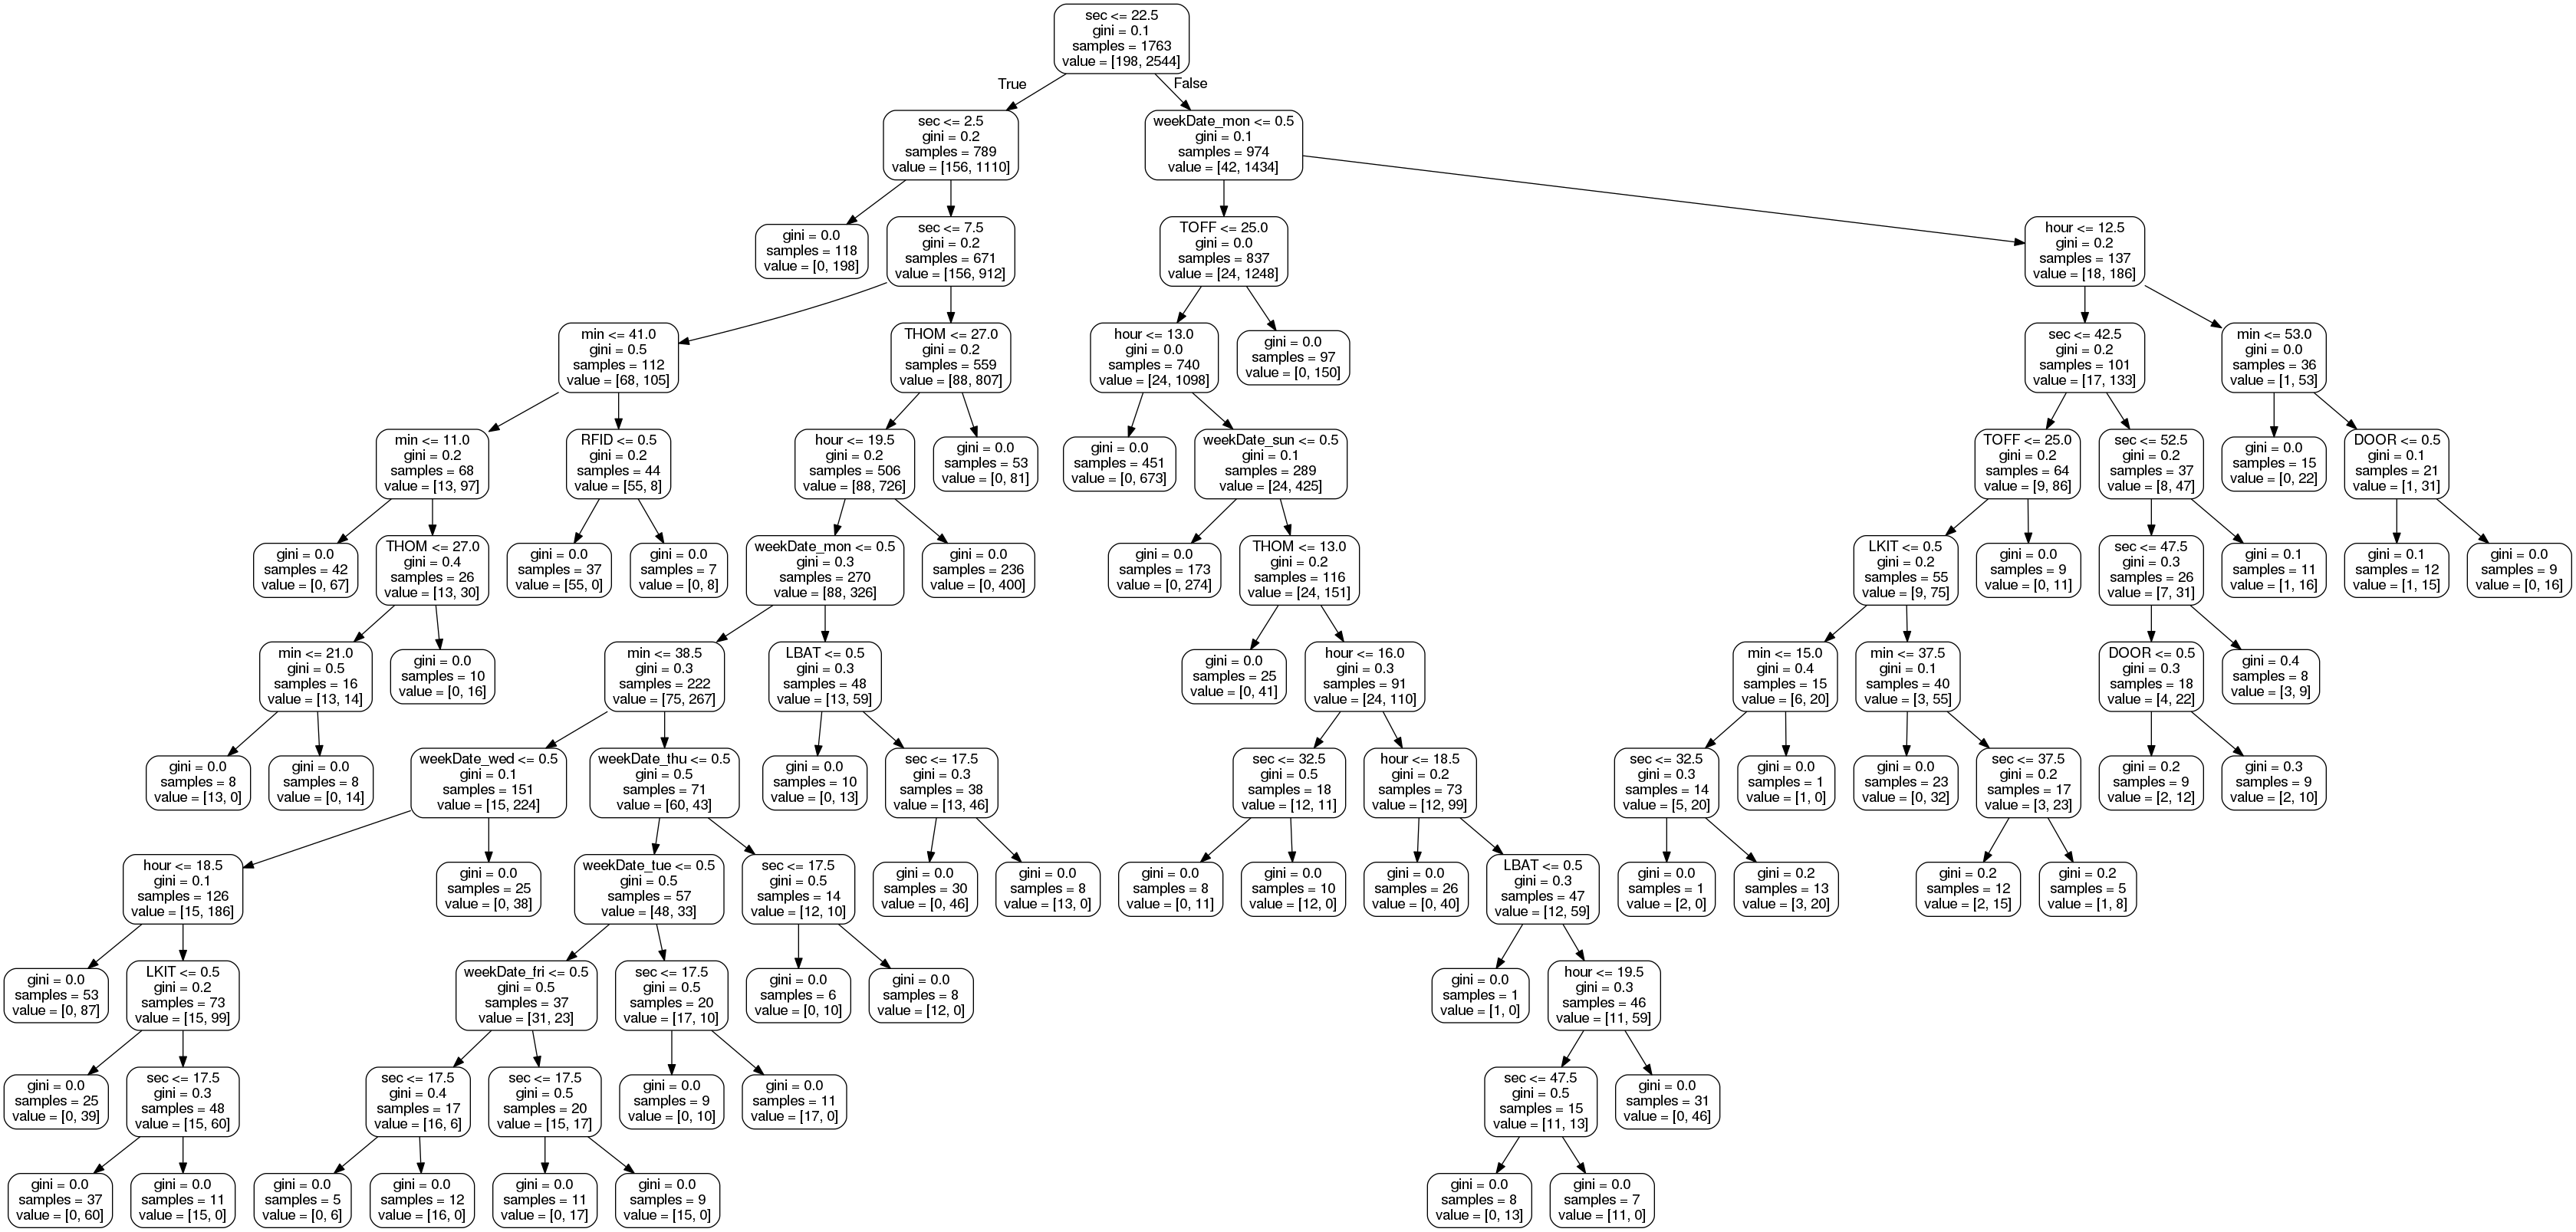 sec <= 22.5
gini = 0.1
samples = 1763
value = [198, 2544]
True
False
sec <= 2.5
gini = 0.2
samples = 789
value = [156, 1110]
weekDate_mon <= 0.5
gini = 0.1
samples = 974
value = [42, 1434]
gini = 0.0
samples = 118
value = [0, 198]
sec <= 7.5
gini = 0.2
samples = 671
value = [156, 912]
TOFF <= 25.0
gini = 0.0
samples = 837
value = [24, 1248]
hour <= 12.5
gini = 0.2
samples = 137
value = [18, 186]
min <= 41.0
gini = 0.5
samples = 112
value = [68, 105]
THOM <= 27.0
gini = 0.2
samples = 559
value = [88, 807]
hour <= 13.0
gini = 0.0
samples = 740
value = [24, 1098]
gini = 0.0
samples = 97
value = [0, 150]
sec <= 42.5
gini = 0.2
samples = 101
value = [17, 133]
min <= 53.0
gini = 0.0
samples = 36
value = [1, 53]
min <= 11.0
gini = 0.2
samples = 68
value = [13, 97]
RFID <= 0.5
gini = 0.2
samples = 44
value = [55, 8]
hour <= 19.5
gini = 0.2
samples = 506
value = [88, 726]
gini = 0.0
samples = 53
value = [0, 81]
gini = 0.0
samples = 451
value = [0, 673]
weekDate_sun <= 0.5
gini = 0.1
samples = 289
value = [24, 425]
TOFF <= 25.0
gini = 0.2
samples = 64
value = [9, 86]
sec <= 52.5
gini = 0.2
samples = 37
value = [8, 47]
gini = 0.0
samples = 15
value = [0, 22]
DOOR <= 0.5
gini = 0.1
samples = 21
value = [1, 31]
gini = 0.0
samples = 42
value = [0, 67]
THOM <= 27.0
gini = 0.4
samples = 26
value = [13, 30]
gini = 0.0
samples = 37
value = [55, 0]
gini = 0.0
samples = 7
value = [0, 8]
weekDate_mon <= 0.5
gini = 0.3
samples = 270
value = [88, 326]
gini = 0.0
samples = 236
value = [0, 400]
gini = 0.0
samples = 173
value = [0, 274]
THOM <= 13.0
gini = 0.2
samples = 116
value = [24, 151]
LKIT <= 0.5
gini = 0.2
samples = 55
value = [9, 75]
gini = 0.0
samples = 9
value = [0, 11]
sec <= 47.5
gini = 0.3
samples = 26
value = [7, 31]
gini = 0.1
samples = 11
value = [1, 16]
gini = 0.1
samples = 12
value = [1, 15]
gini = 0.0
samples = 9
value = [0, 16]
min <= 21.0
gini = 0.5
samples = 16
value = [13, 14]
gini = 0.0
samples = 10
value = [0, 16]
min <= 38.5
gini = 0.3
samples = 222
value = [75, 267]
LBAT <= 0.5
gini = 0.3
samples = 48
value = [13, 59]
gini = 0.0
samples = 25
value = [0, 41]
hour <= 16.0
gini = 0.3
samples = 91
value = [24, 110]
min <= 15.0
gini = 0.4
samples = 15
value = [6, 20]
min <= 37.5
gini = 0.1
samples = 40
value = [3, 55]
DOOR <= 0.5
gini = 0.3
samples = 18
value = [4, 22]
gini = 0.4
samples = 8
value = [3, 9]
gini = 0.0
samples = 8
value = [13, 0]
gini = 0.0
samples = 8
value = [0, 14]
weekDate_wed <= 0.5
gini = 0.1
samples = 151
value = [15, 224]
weekDate_thu <= 0.5
gini = 0.5
samples = 71
value = [60, 43]
gini = 0.0
samples = 10
value = [0, 13]
sec <= 17.5
gini = 0.3
samples = 38
value = [13, 46]
sec <= 32.5
gini = 0.5
samples = 18
value = [12, 11]
hour <= 18.5
gini = 0.2
samples = 73
value = [12, 99]
sec <= 32.5
gini = 0.3
samples = 14
value = [5, 20]
gini = 0.0
samples = 1
value = [1, 0]
gini = 0.0
samples = 23
value = [0, 32]
sec <= 37.5
gini = 0.2
samples = 17
value = [3, 23]
gini = 0.2
samples = 9
value = [2, 12]
gini = 0.3
samples = 9
value = [2, 10]
hour <= 18.5
gini = 0.1
samples = 126
value = [15, 186]
gini = 0.0
samples = 25
value = [0, 38]
weekDate_tue <= 0.5
gini = 0.5
samples = 57
value = [48, 33]
sec <= 17.5
gini = 0.5
samples = 14
value = [12, 10]
gini = 0.0
samples = 30
value = [0, 46]
gini = 0.0
samples = 8
value = [13, 0]
gini = 0.0
samples = 8
value = [0, 11]
gini = 0.0
samples = 10
value = [12, 0]
gini = 0.0
samples = 26
value = [0, 40]
LBAT <= 0.5
gini = 0.3
samples = 47
value = [12, 59]
gini = 0.0
samples = 1
value = [2, 0]
gini = 0.2
samples = 13
value = [3, 20]
gini = 0.2
samples = 12
value = [2, 15]
gini = 0.2
samples = 5
value = [1, 8]
gini = 0.0
samples = 53
value = [0, 87]
LKIT <= 0.5
gini = 0.2
samples = 73
value = [15, 99]
weekDate_fri <= 0.5
gini = 0.5
samples = 37
value = [31, 23]
sec <= 17.5
gini = 0.5
samples = 20
value = [17, 10]
gini = 0.0
samples = 6
value = [0, 10]
gini = 0.0
samples = 8
value = [12, 0]
gini = 0.0
samples = 1
value = [1, 0]
hour <= 19.5
gini = 0.3
samples = 46
value = [11, 59]
gini = 0.0
samples = 25
value = [0, 39]
sec <= 17.5
gini = 0.3
samples = 48
value = [15, 60]
sec <= 17.5
gini = 0.4
samples = 17
value = [16, 6]
sec <= 17.5
gini = 0.5
samples = 20
value = [15, 17]
gini = 0.0
samples = 9
value = [0, 10]
gini = 0.0
samples = 11
value = [17, 0]
sec <= 47.5
gini = 0.5
samples = 15
value = [11, 13]
gini = 0.0
samples = 31
value = [0, 46]
gini = 0.0
samples = 37
value = [0, 60]
gini = 0.0
samples = 11
value = [15, 0]
gini = 0.0
samples = 5
value = [0, 6]
gini = 0.0
samples = 12
value = [16, 0]
gini = 0.0
samples = 11
value = [0, 17]
gini = 0.0
samples = 9
value = [15, 0]
gini = 0.0
samples = 8
value = [0, 13]
gini = 0.0
samples = 7
value = [11, 0]